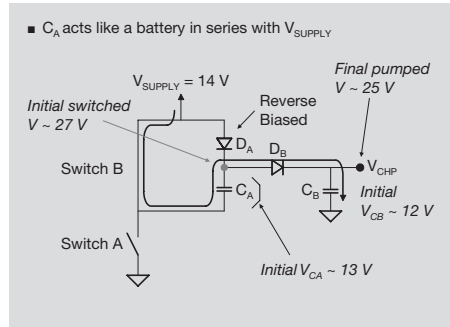 ■ C_A acts like a battery in series with V_SUPPLY
Final pumped
V ~ 25 V
V_SUPPLY = 14 V
Reverse
Biased
Initial switched
V ~ 27 V
D_A
D_B
V_CHP
Switch B
C_A
C_B
Initial
V_CB ~ 12 V
Switch A
Initial V_CA ~ 13 V